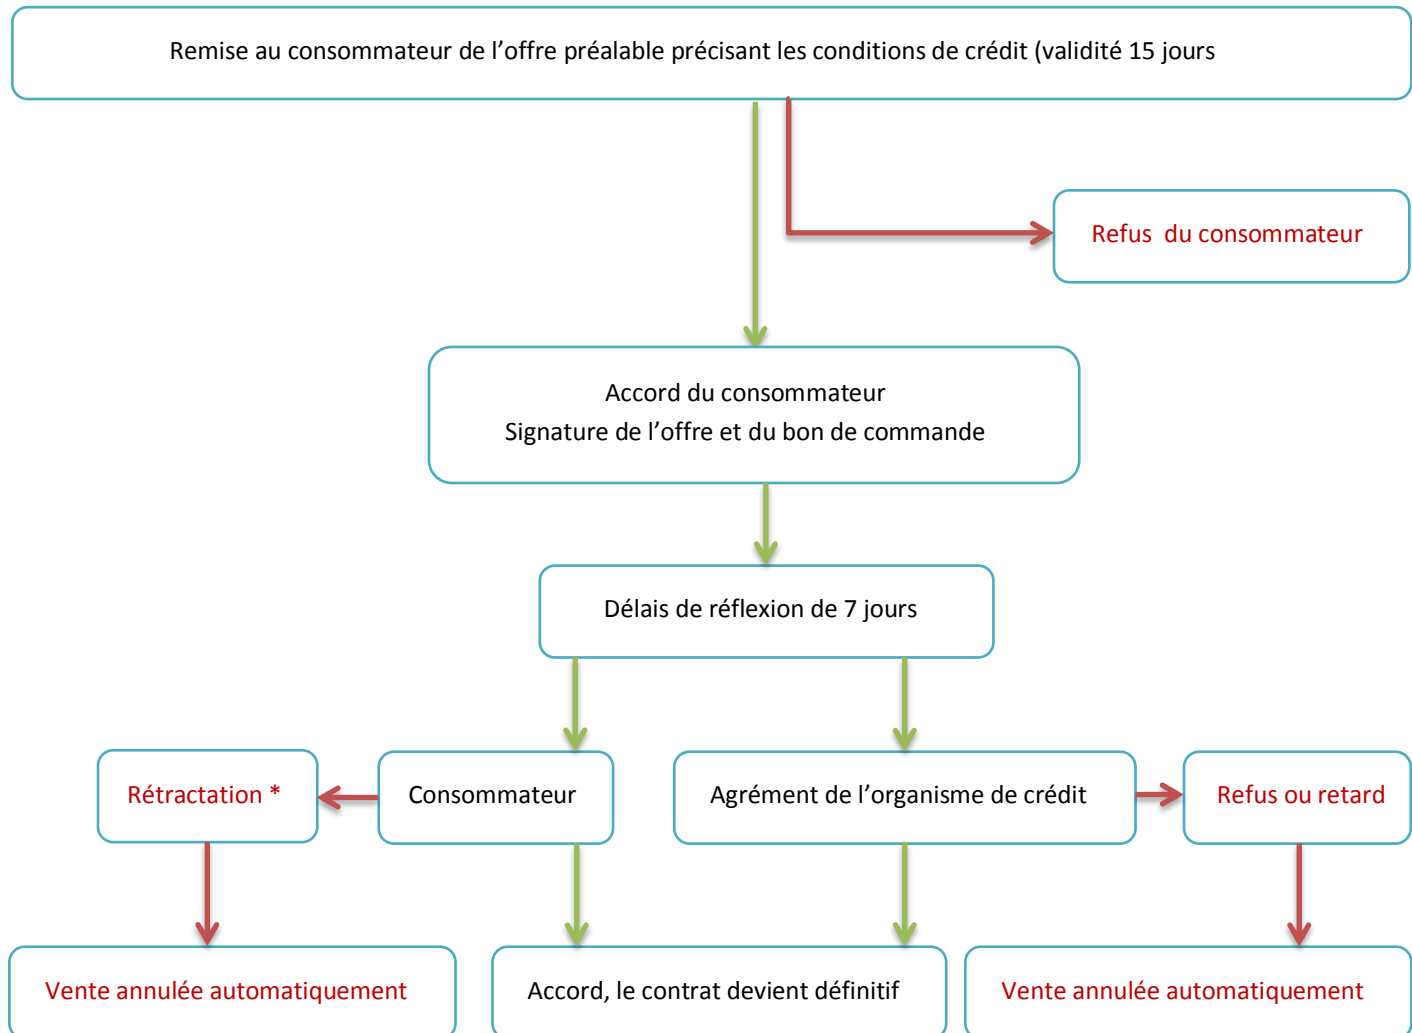 Remise au consommateur de l’offre préalable précisant les conditions de crédit (validité 15 jours
Refus  du consommateur
Accord du consommateur
Signature de l’offre et du bon de commande
Délais de réflexion de 7 jours
Rétractation *
Consommateur
Agrément de l’organisme de crédit
Refus ou retard
Vente annulée automatiquement
Accord, le contrat devient définitif
Vente annulée automatiquement